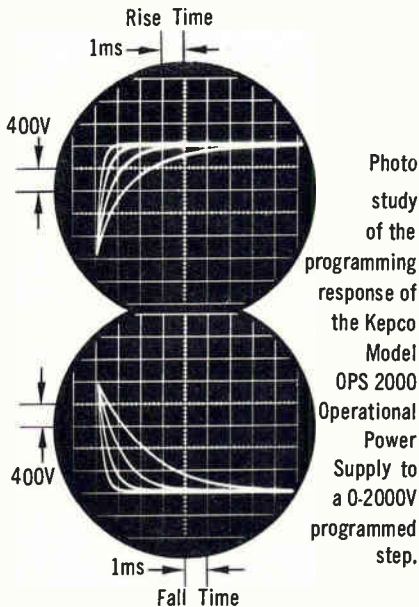 Rise Time
1ms
400V
Photo
study
of the
programming
response of
the Kepco
Model
OPS 2000
Operational
Power
Supply to
a 0-2000V
programmed
step.
400V
1ms
Fall Time